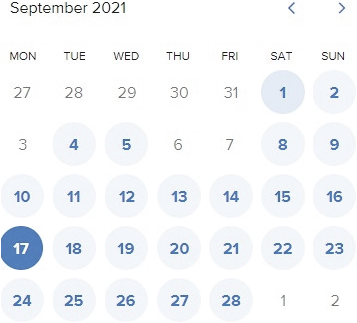 September 2021
MON TUE WED THU FRI SAT SUN
27 28 29 30 31 1 2
3 4 5 6 7 8 9
10 11 12 13 14 15 16
17 18 19 20 21 22 23
24 25 26 27 28 1 2